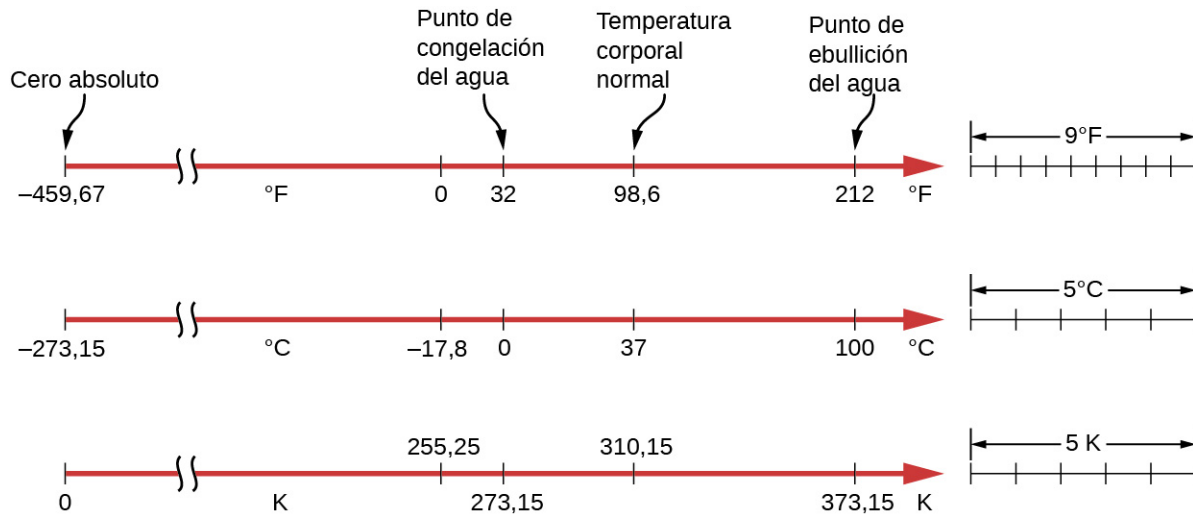 Cero absoluto
Punto de
congelación
del agua
Temperatura
corporal
normal
Punto de
ebullición
del agua
9°F
–459,67 °F 0 32 98,6 212 °F
5°C
–273,15 °C –17,8 0 37 100 °C
255,25 310,15 5 K
0 K 273,15 373,15 K